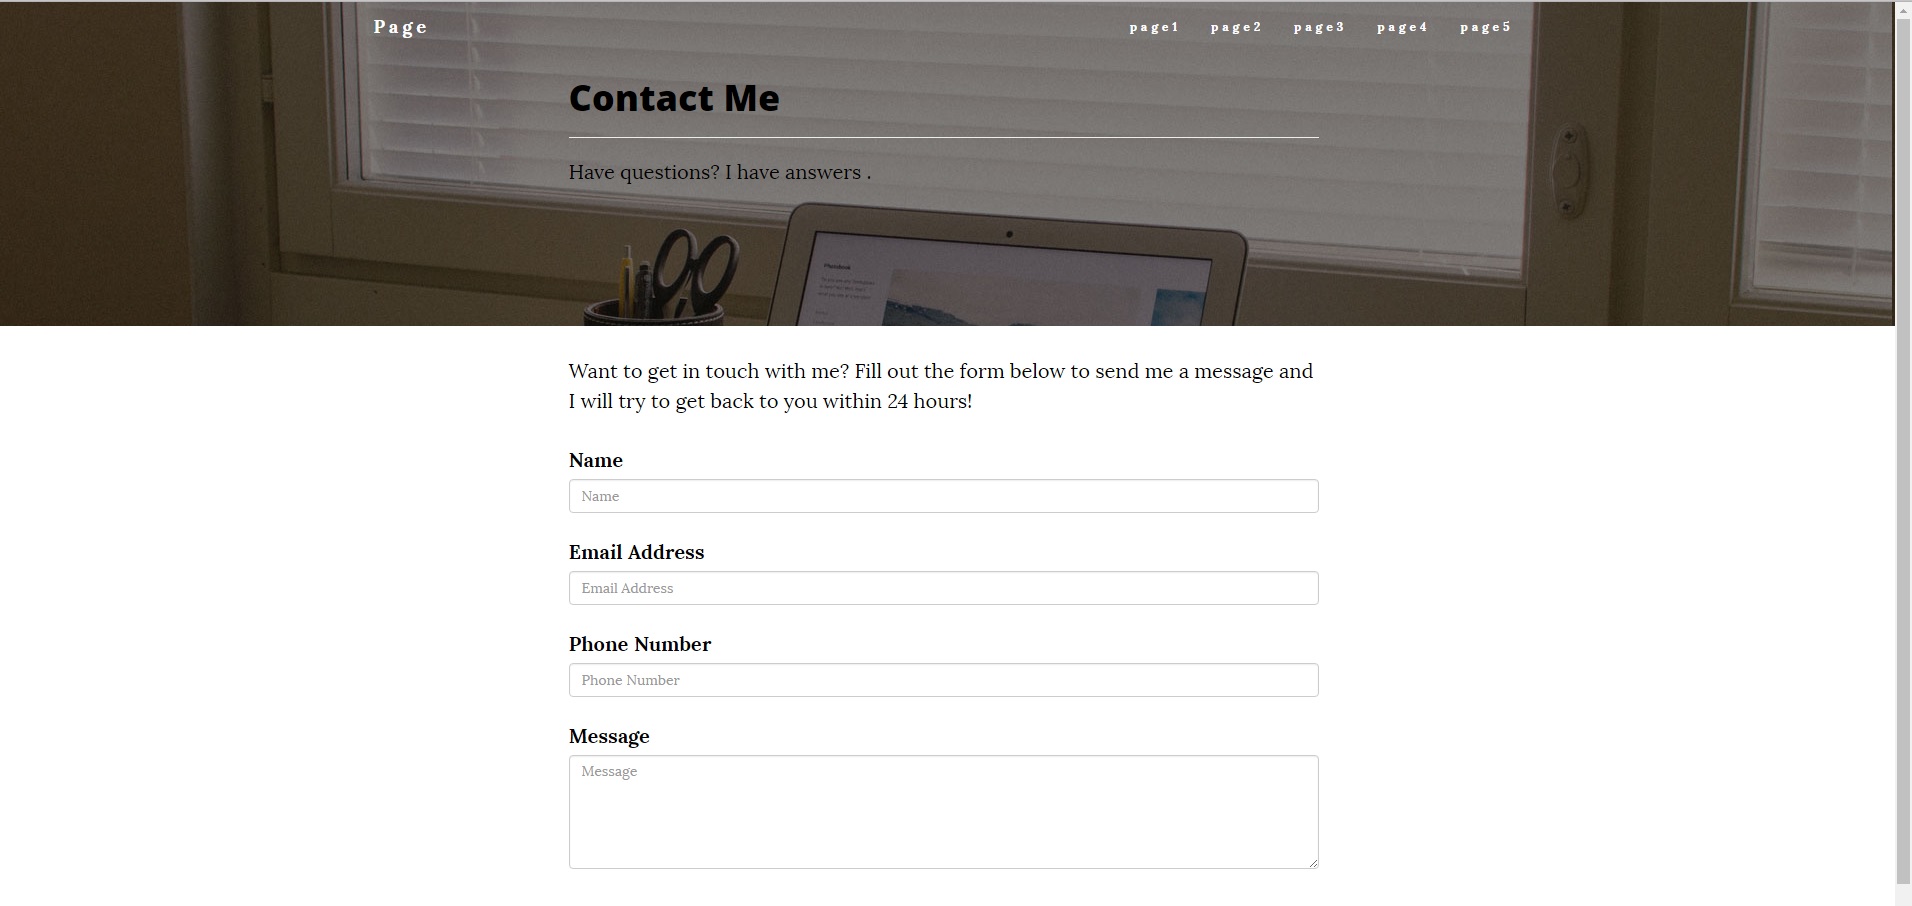 Page
page1 page2 page3 page4 page5
Contact Me
Have questions? I have answers .
Want to get in touch with me? Fill out the form below to send me a message and
I will try to get back to you within 24 hours!
Name
Name
Email Address
Email Address
Phone Number
Phone Number
Message
Message